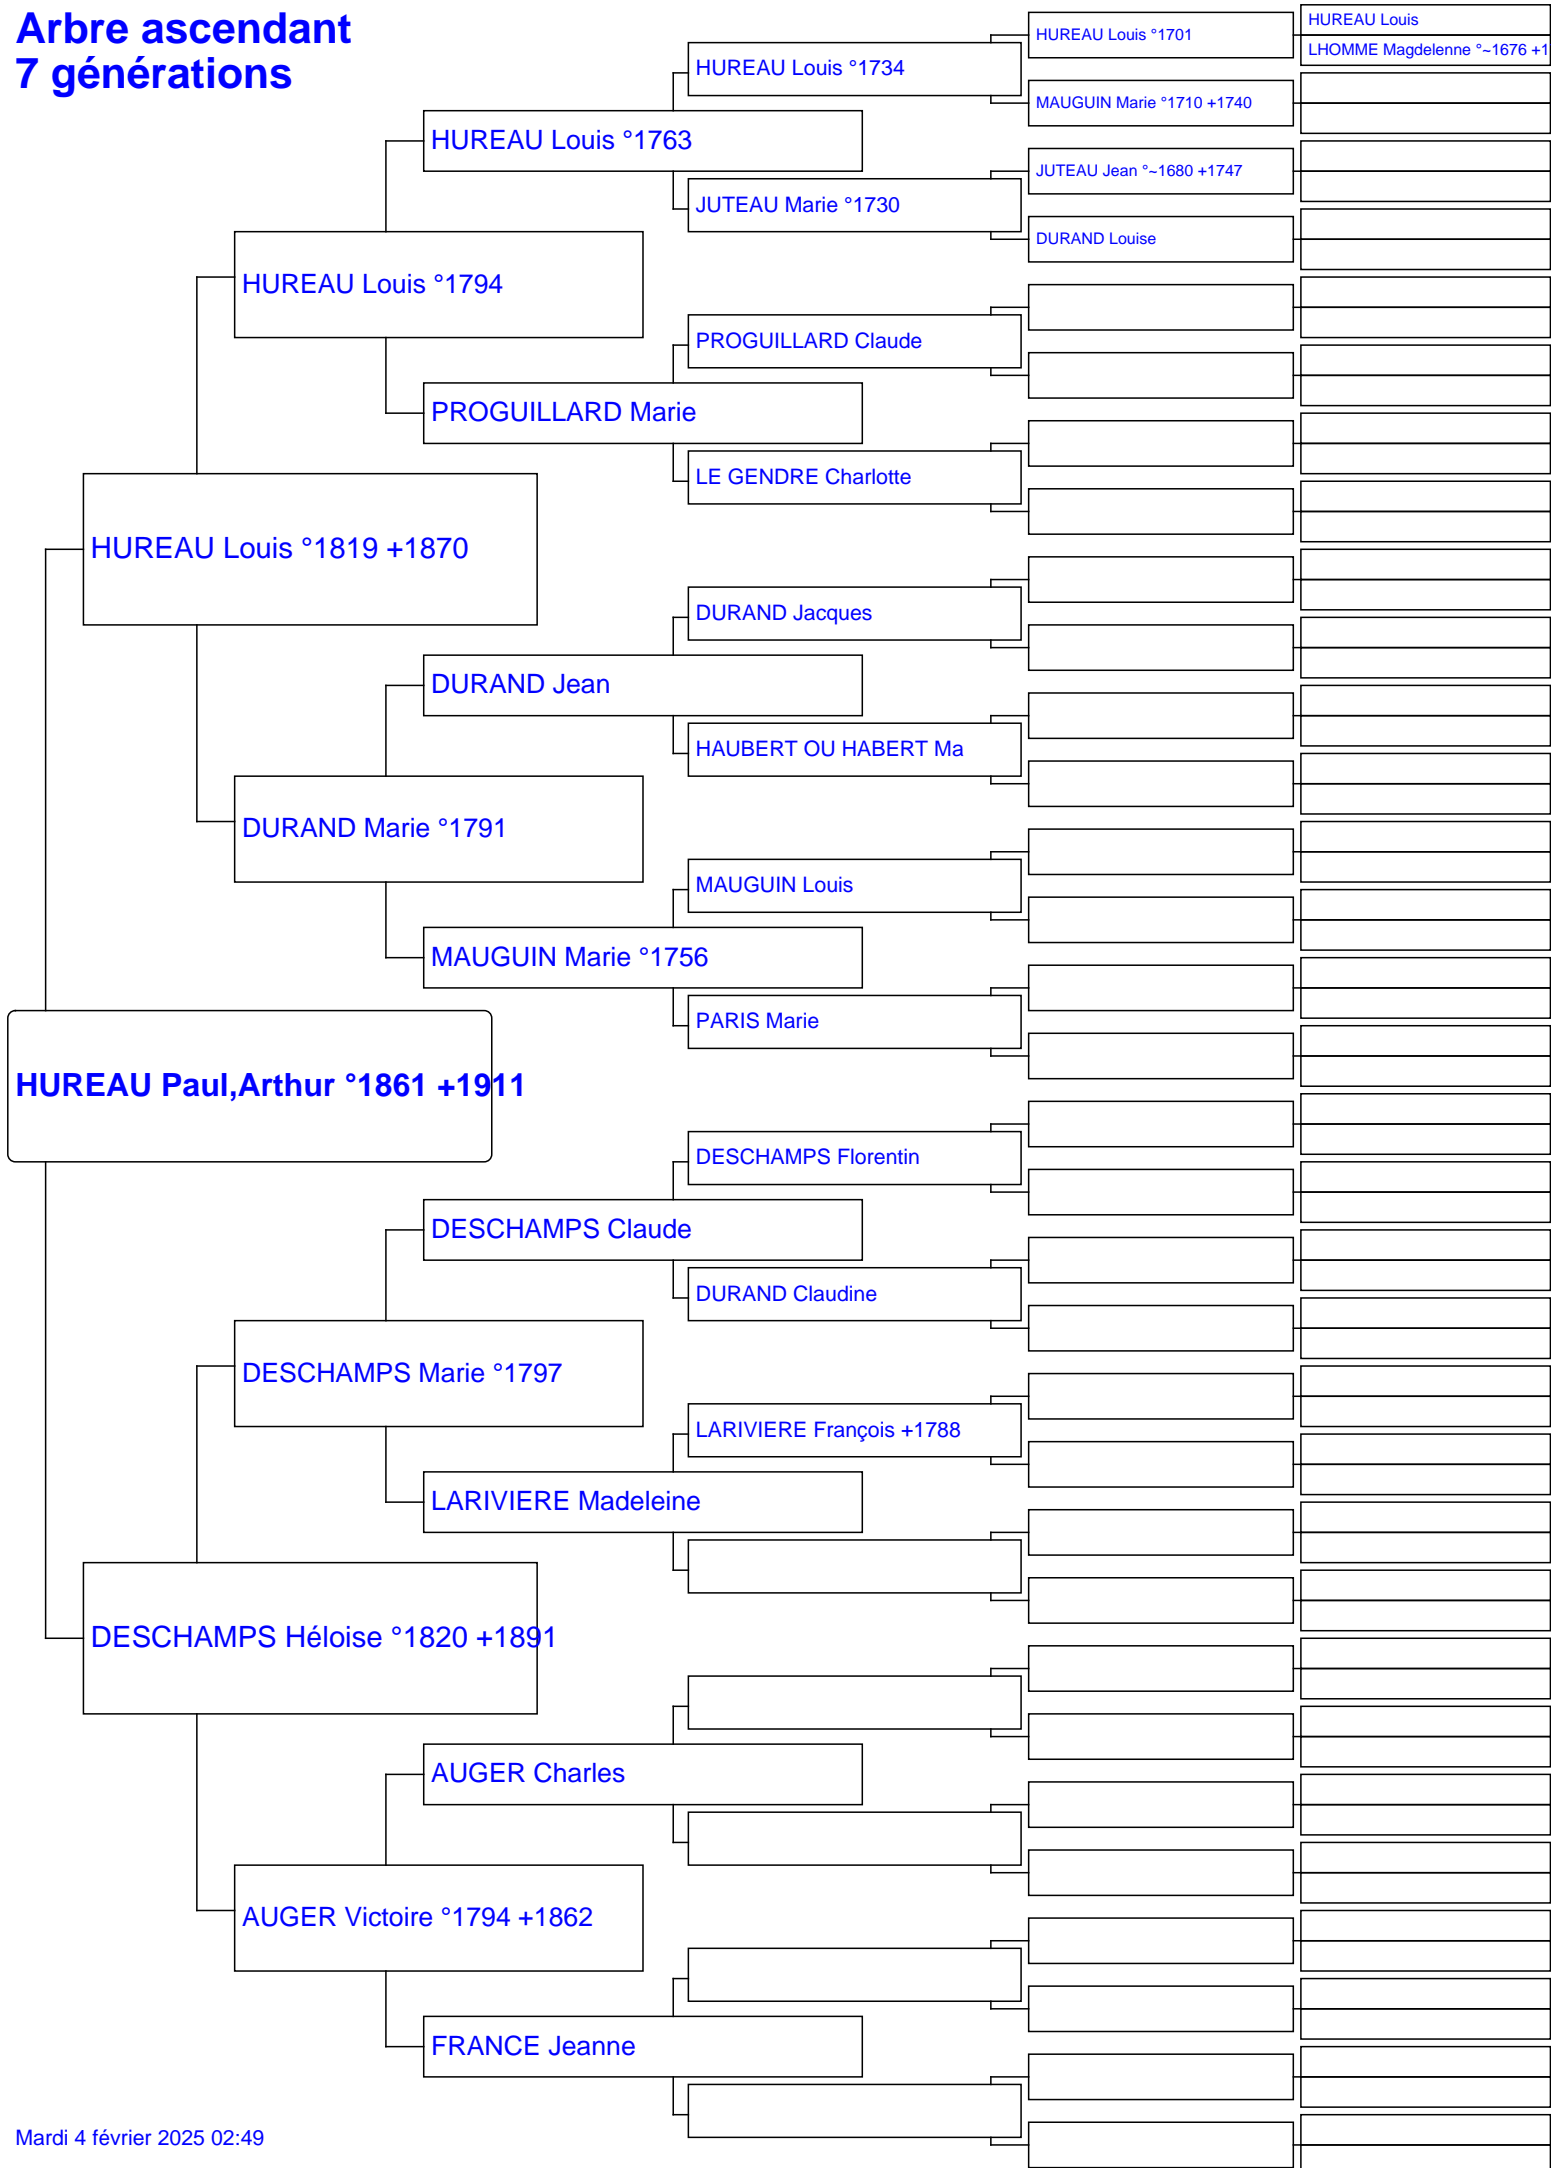 Arbre ascendant
7 générations
HUREAU Louis
LHOMME Magdelenne °~1676 +1
HUREAU Louis °1701
HUREAU Louis °1734
MAUGUIN Marie °1710 +1740
HUREAU Louis °1763
JUTEAU Jean °~1680 +1747
JUTEAU Marie °1730
DURAND Louise
HUREAU Louis °1794
PROGUILLARD Claude
PROGUILLARD Marie
LE GENDRE Charlotte
HUREAU Louis °1819 +1870
DURAND Jacques
DURAND Jean
HAUBERT OU HABERT Ma
DURAND Marie °1791
MAUGUIN Louis
MAUGUIN Marie °1756
PARIS Marie
HUREAU Paul,Arthur °1861 +1911
DESCHAMPS Florentin
DESCHAMPS Claude
DURAND Claudine
DESCHAMPS Marie °1797
LARIVIERE François +1788
LARIVIERE Madeleine
DESCHAMPS Héloise °1820 +1891
AUGER Charles
AUGER Victoire °1794 +1862
FRANCE Jeanne
Mardi 4 février 2025 02:49